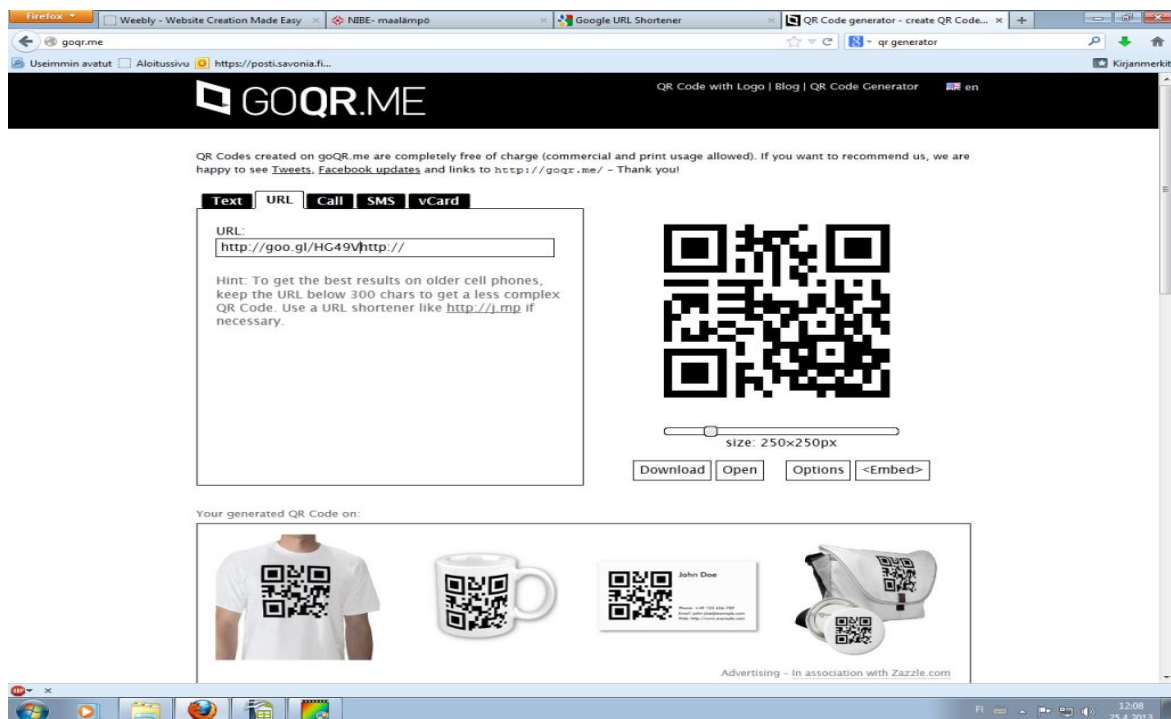 Firefox
Weebly - Website Creation Made Easy
NIBE- maalämpö
Google URL Shortener
QR Code generator - create QR Code...
goqr.me
qr generator
Useimmin avatut
Aloitussivu
https://posti.savonia.fi...
Kirjanmerkit
GOQR.ME
QR Code with Logo | Blog | QR Code Generator
en
QR Codes created on goQR.me are completely free of charge (commercial and print usage allowed). If you want to recommend us, we are
happy to see Tweets, Facebook updates and links to http://goqr.me/ – Thank you!
Text URL Call SMS vCard
URL:
http://goo.gl/HG49Vhttp://
Hint: To get the best results on older cell phones,
keep the URL below 300 chars to get a less complex
QR Code. Use a URL shortener like http://j.mp if
necessary.
size: 250x250px
Download Open Options <Embed>
Your generated QR Code on:
John Doe
Advertising – In association with Zazzle.com
FI
12:08
25.4.2013